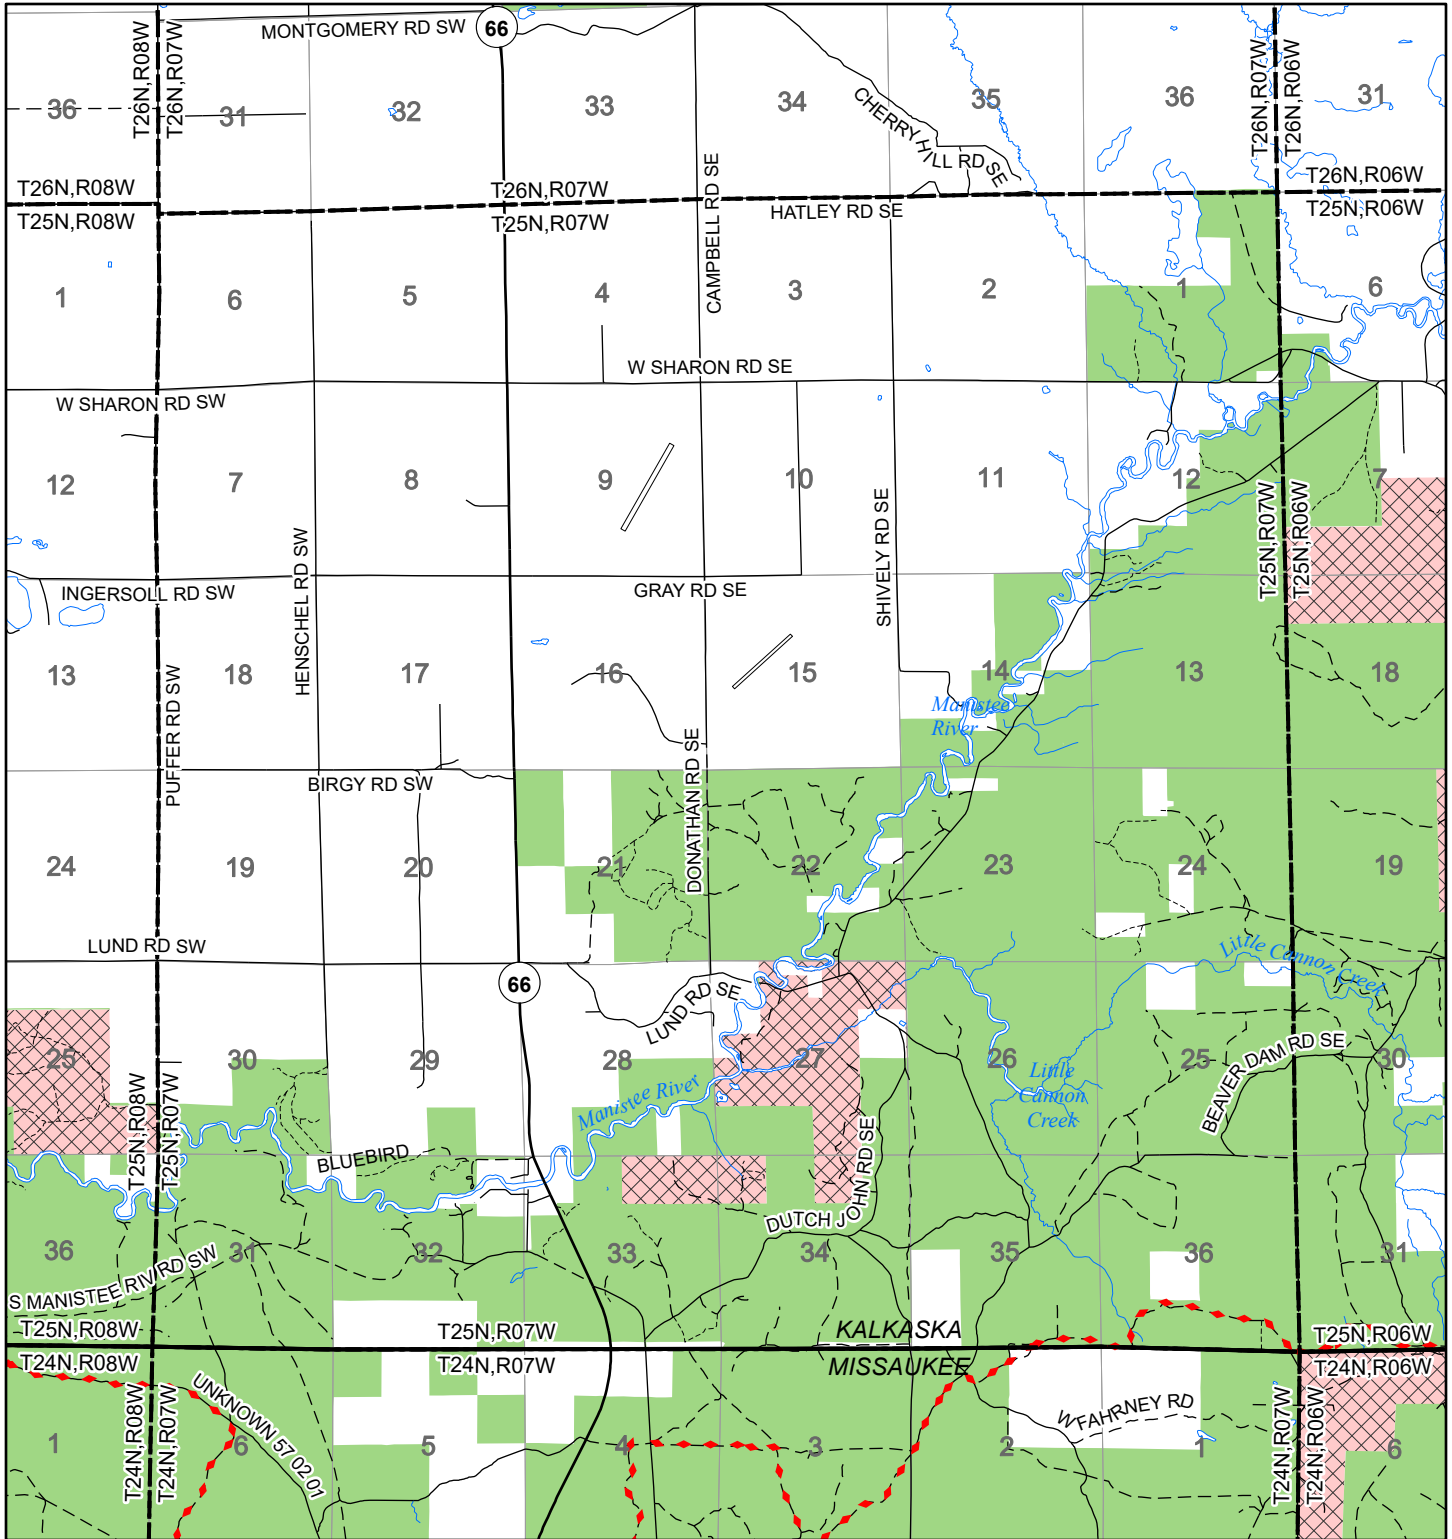 MONTGOMERY RD SW
66
T26N,R08W
T26N,R07W
T26N,R07W
T26N,R06W
36
31
32
33
34
35
36
31
CHERRY HILL RD SE
T26N,R08W
T25N,R08W
T26N,R07W
T25N,R07W
CAMPBELL RD SE
HATLEY RD SE
T26N,R06W
T25N,R06W
1
6
5
4
3
2
1
6
W SHARON RD SE
W SHARON RD SW
12
7
8
9
10
11
12
7
HENSCHEL RD SW
SHIVELY RD SE
T25N,R07W
T25N,R06W
INGERSOLL RD SW
GRAY RD SE
13
18
17
16
15
14
13
18
PUFFER RD SW
Manistee
River
DONATHAN RD SE
BIRGY RD SW
24
19
20
21
22
23
24
19
LUND RD SW
Little Cannon Creek
66
LUND RD SE
25
30
29
28
27
26
25
30
BEAVER DAM RD SE
T25N,R08W
T25N,R07W
Manistee River
Little
Cannon
Creek
BLUEBIRD
DUTCH JOHN RD SE
36
31
32
33
34
35
36
31
S MANISTEE RIV RD SW
T25N,R08W
T24N,R08W
T25N,R07W
T24N,R07W
KALKASKA
MISSAUKEE
T25N,R06W
T24N,R06W
UNKNOWN 57 02 01
W FAHRNEY RD
T24N,R08W
T24N,R07W
T24N,R07W
T24N,R06W
1
6
5
4
3
2
1
6